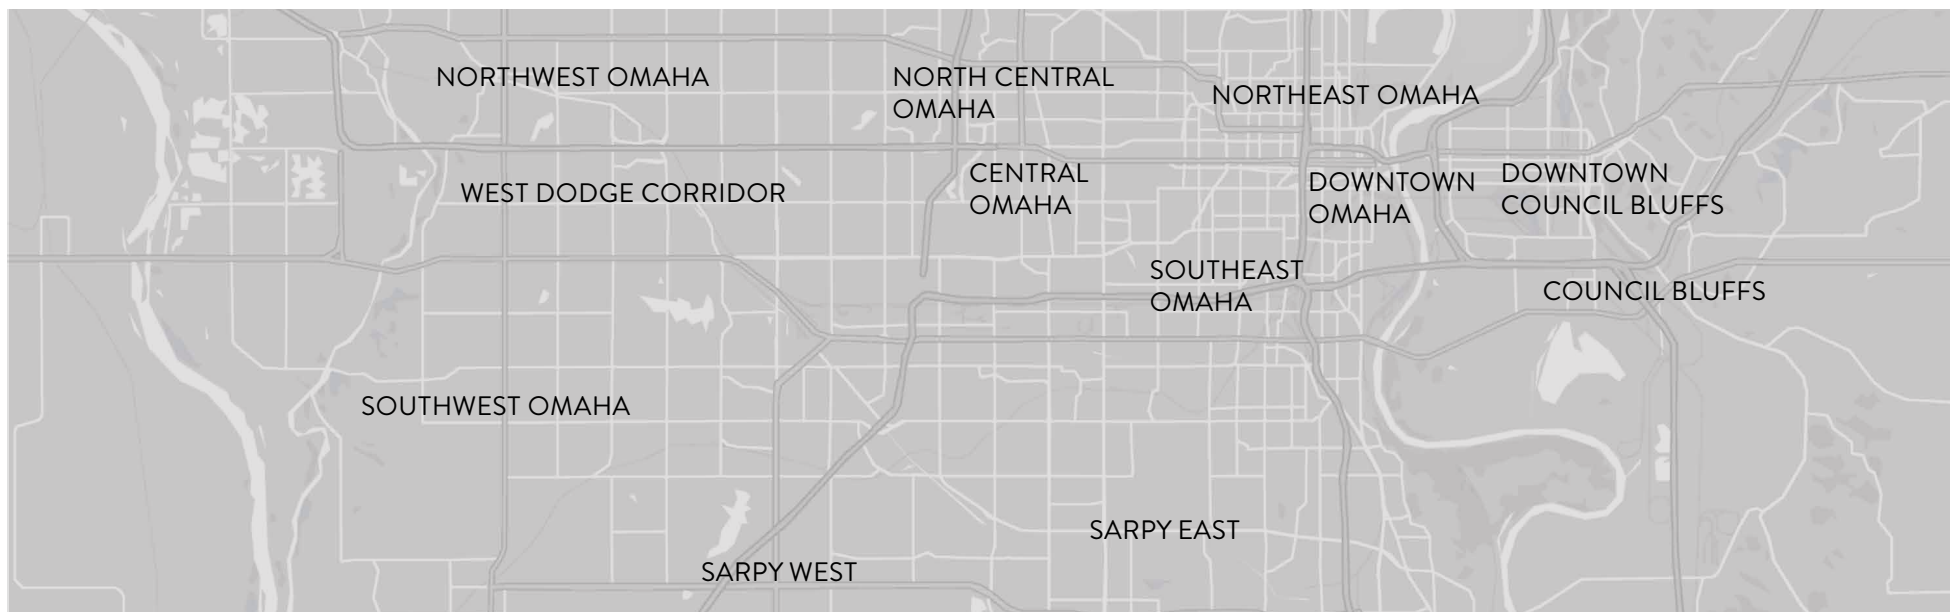 NORTHWEST OMAHA
NORTH CENTRAL
OMAHA
NORTHEAST OMAHA
WEST DODGE CORRIDOR
CENTRAL
OMAHA
DOWNTOWN
OMAHA
DOWNTOWN
COUNCIL BLUFFS
SOUTHEAST
OMAHA
COUNCIL BLUFFS
SOUTHWEST OMAHA
SARPY EAST
SARPY WEST